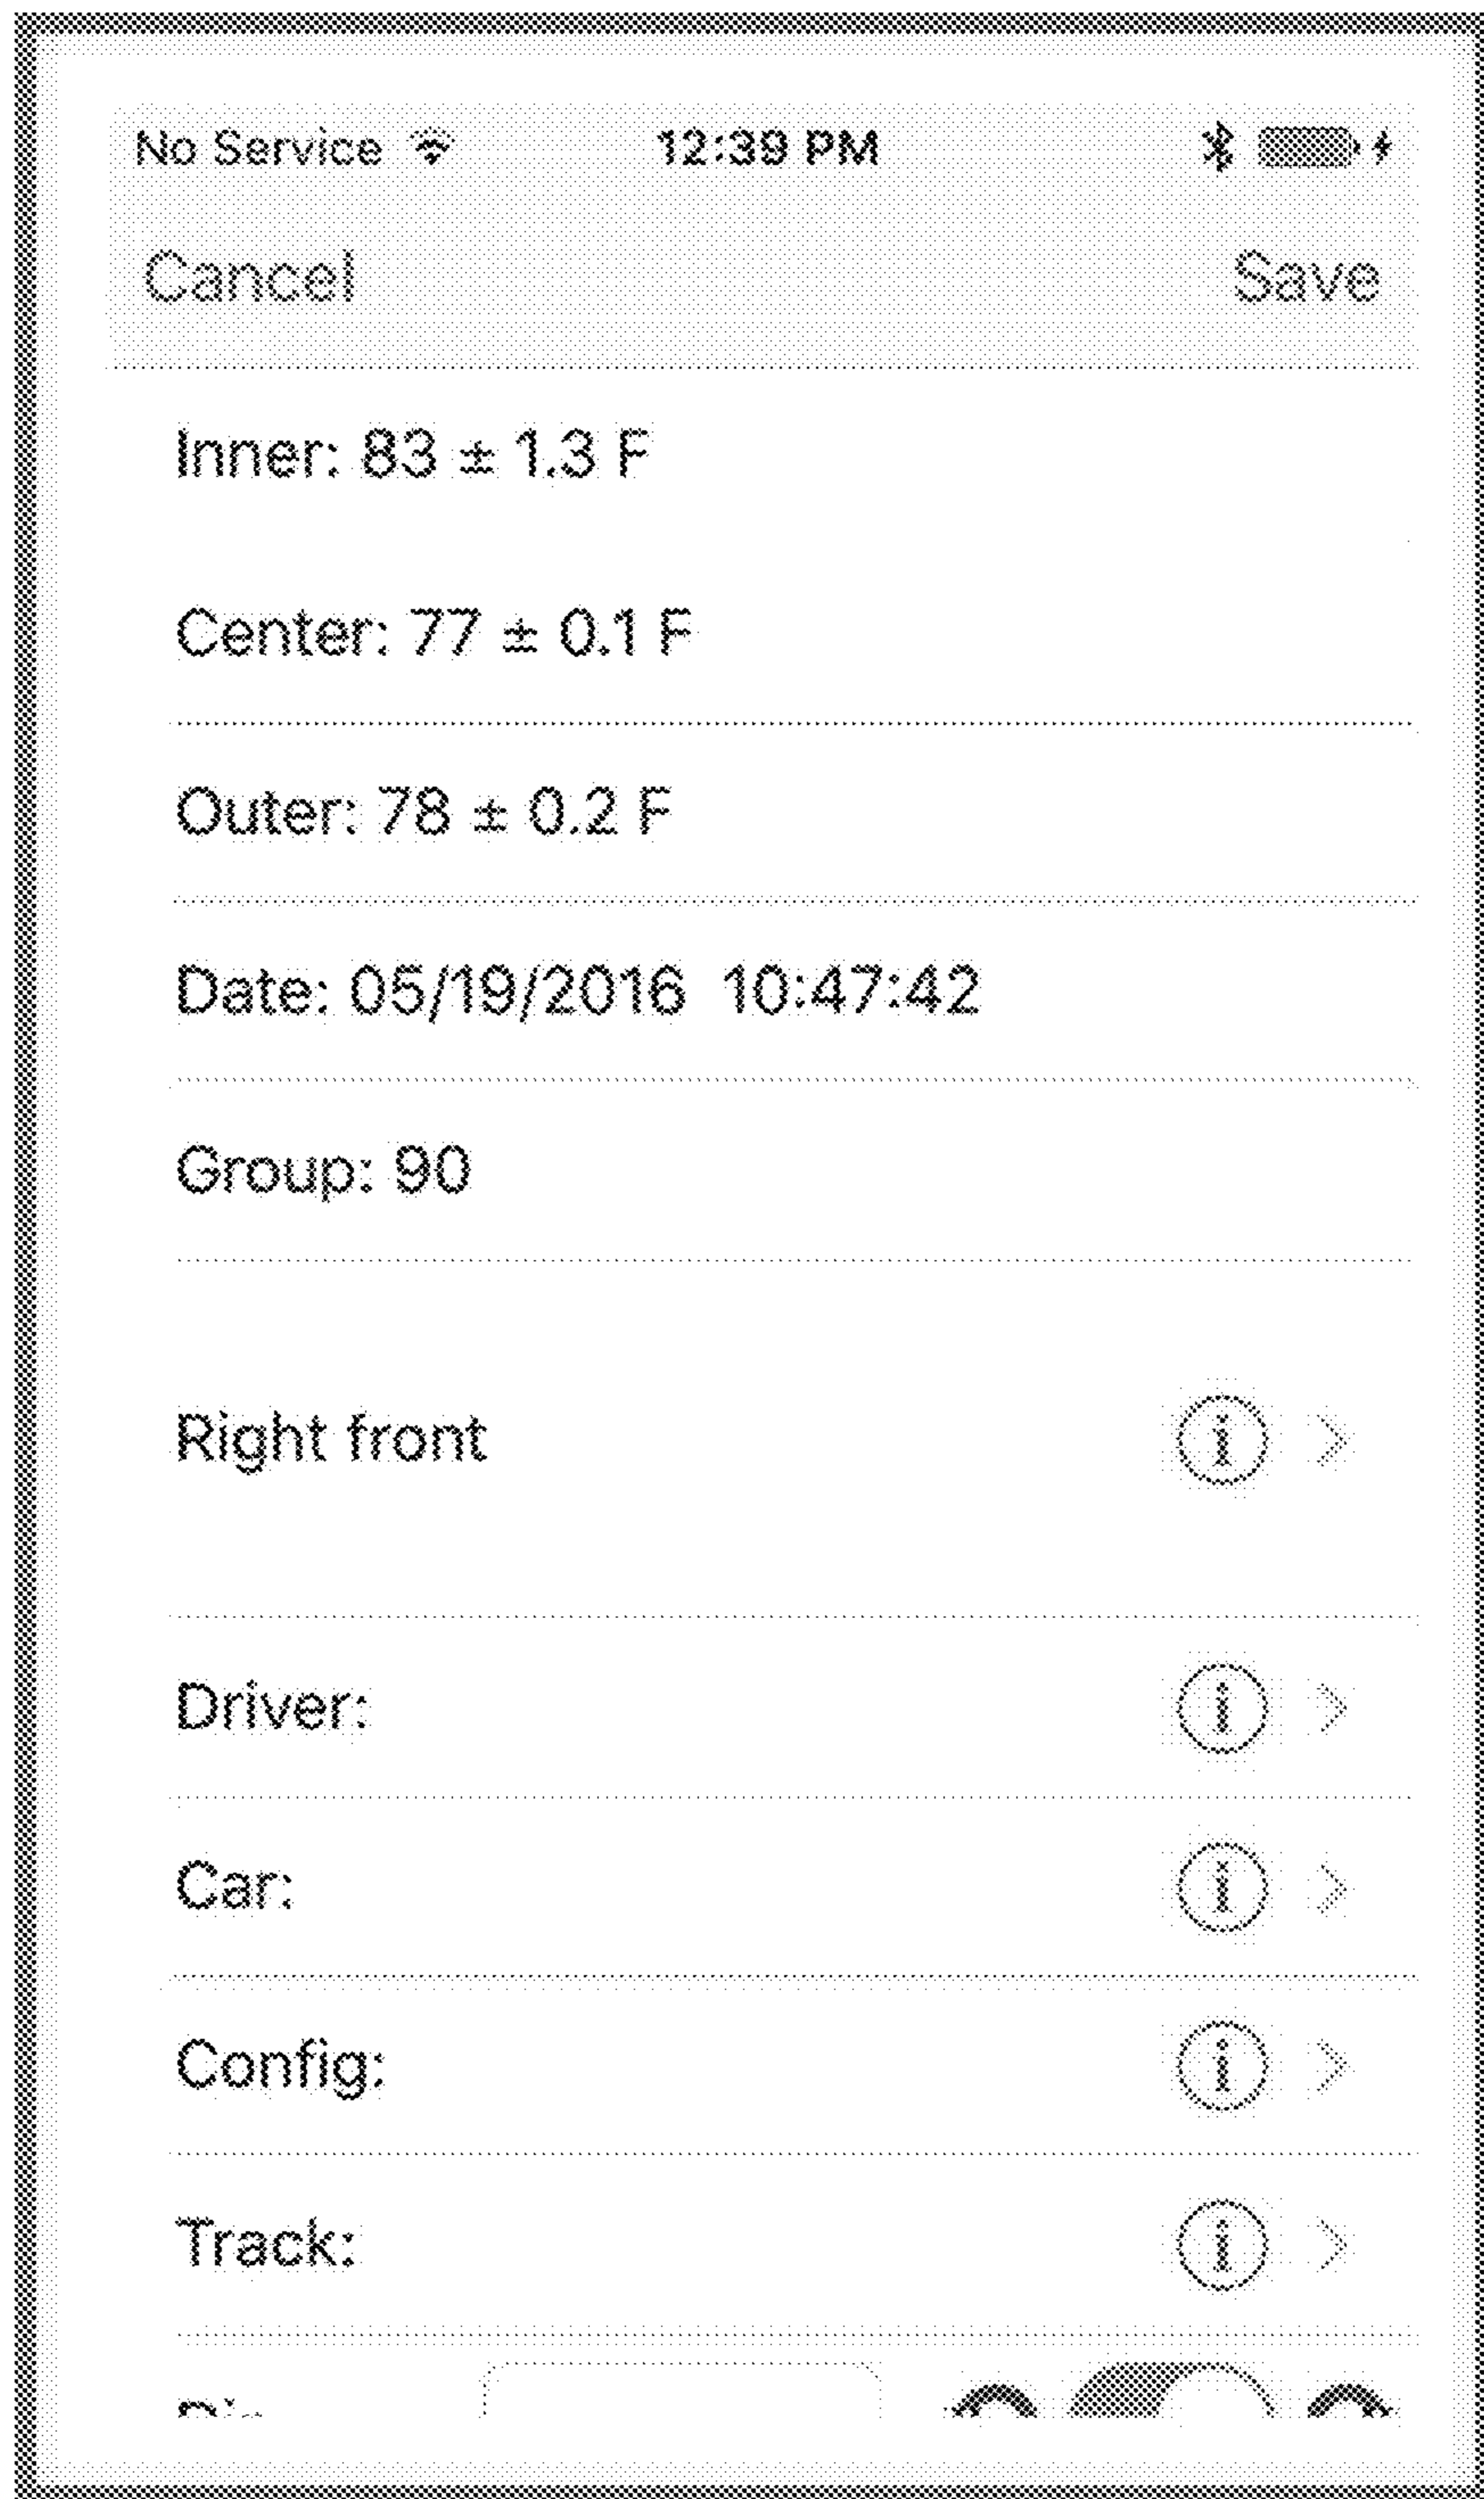 No Service 12:39 PM
Cancel Save
Inner: 83 ± 1.3 F
Center: 77 ± 0.1 F
Outer: 78 ± 0.2 F
Date: 05/19/2016 10:47:42
Group: 90
Right front
Driver:
Car:
Config:
Track: